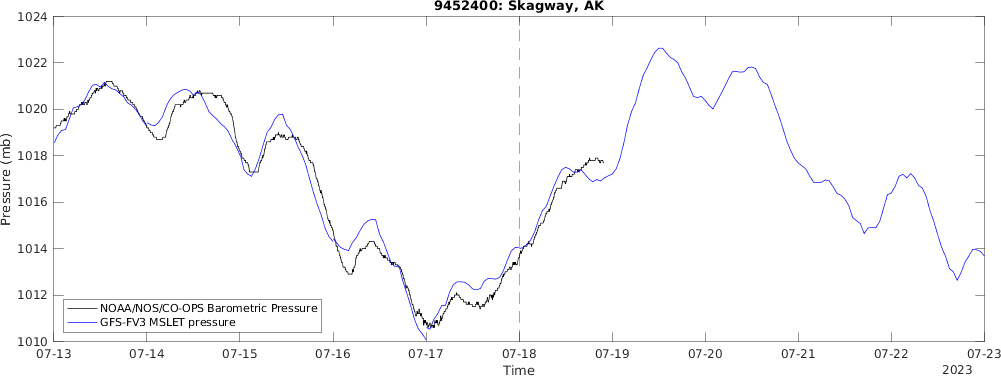 9452400: Skagway, AK
Pressure (mb)
1024
1022
1020
1018
1016
1014
1012
1010
NOAA/NOS/CO-OPS Barometric Pressure
GFS-FV3 MSLET pressure
07-13 07-14 07-15 07-16 07-17 07-18 07-19 07-20 07-21 07-22 07-23
Time
2023